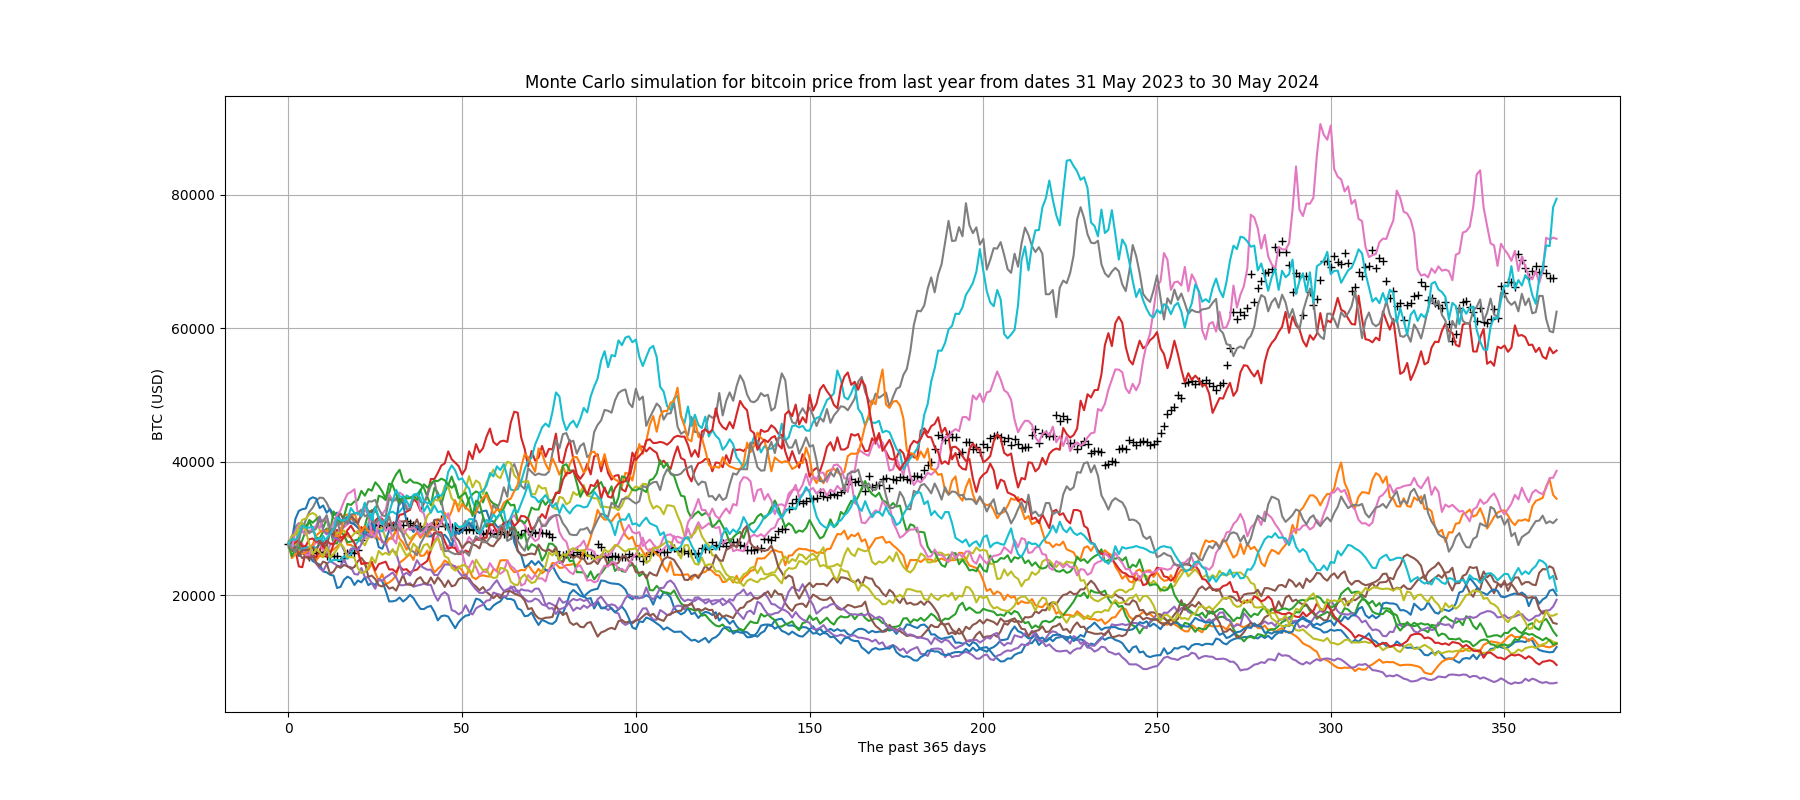 Monte Carlo simulation for bitcoin price from last year from dates 31 May 2023 to 30 May 2024
80000
60000
40000
20000
BTC (USD)
0 50 100 150 200 250 300 350
The past 365 days